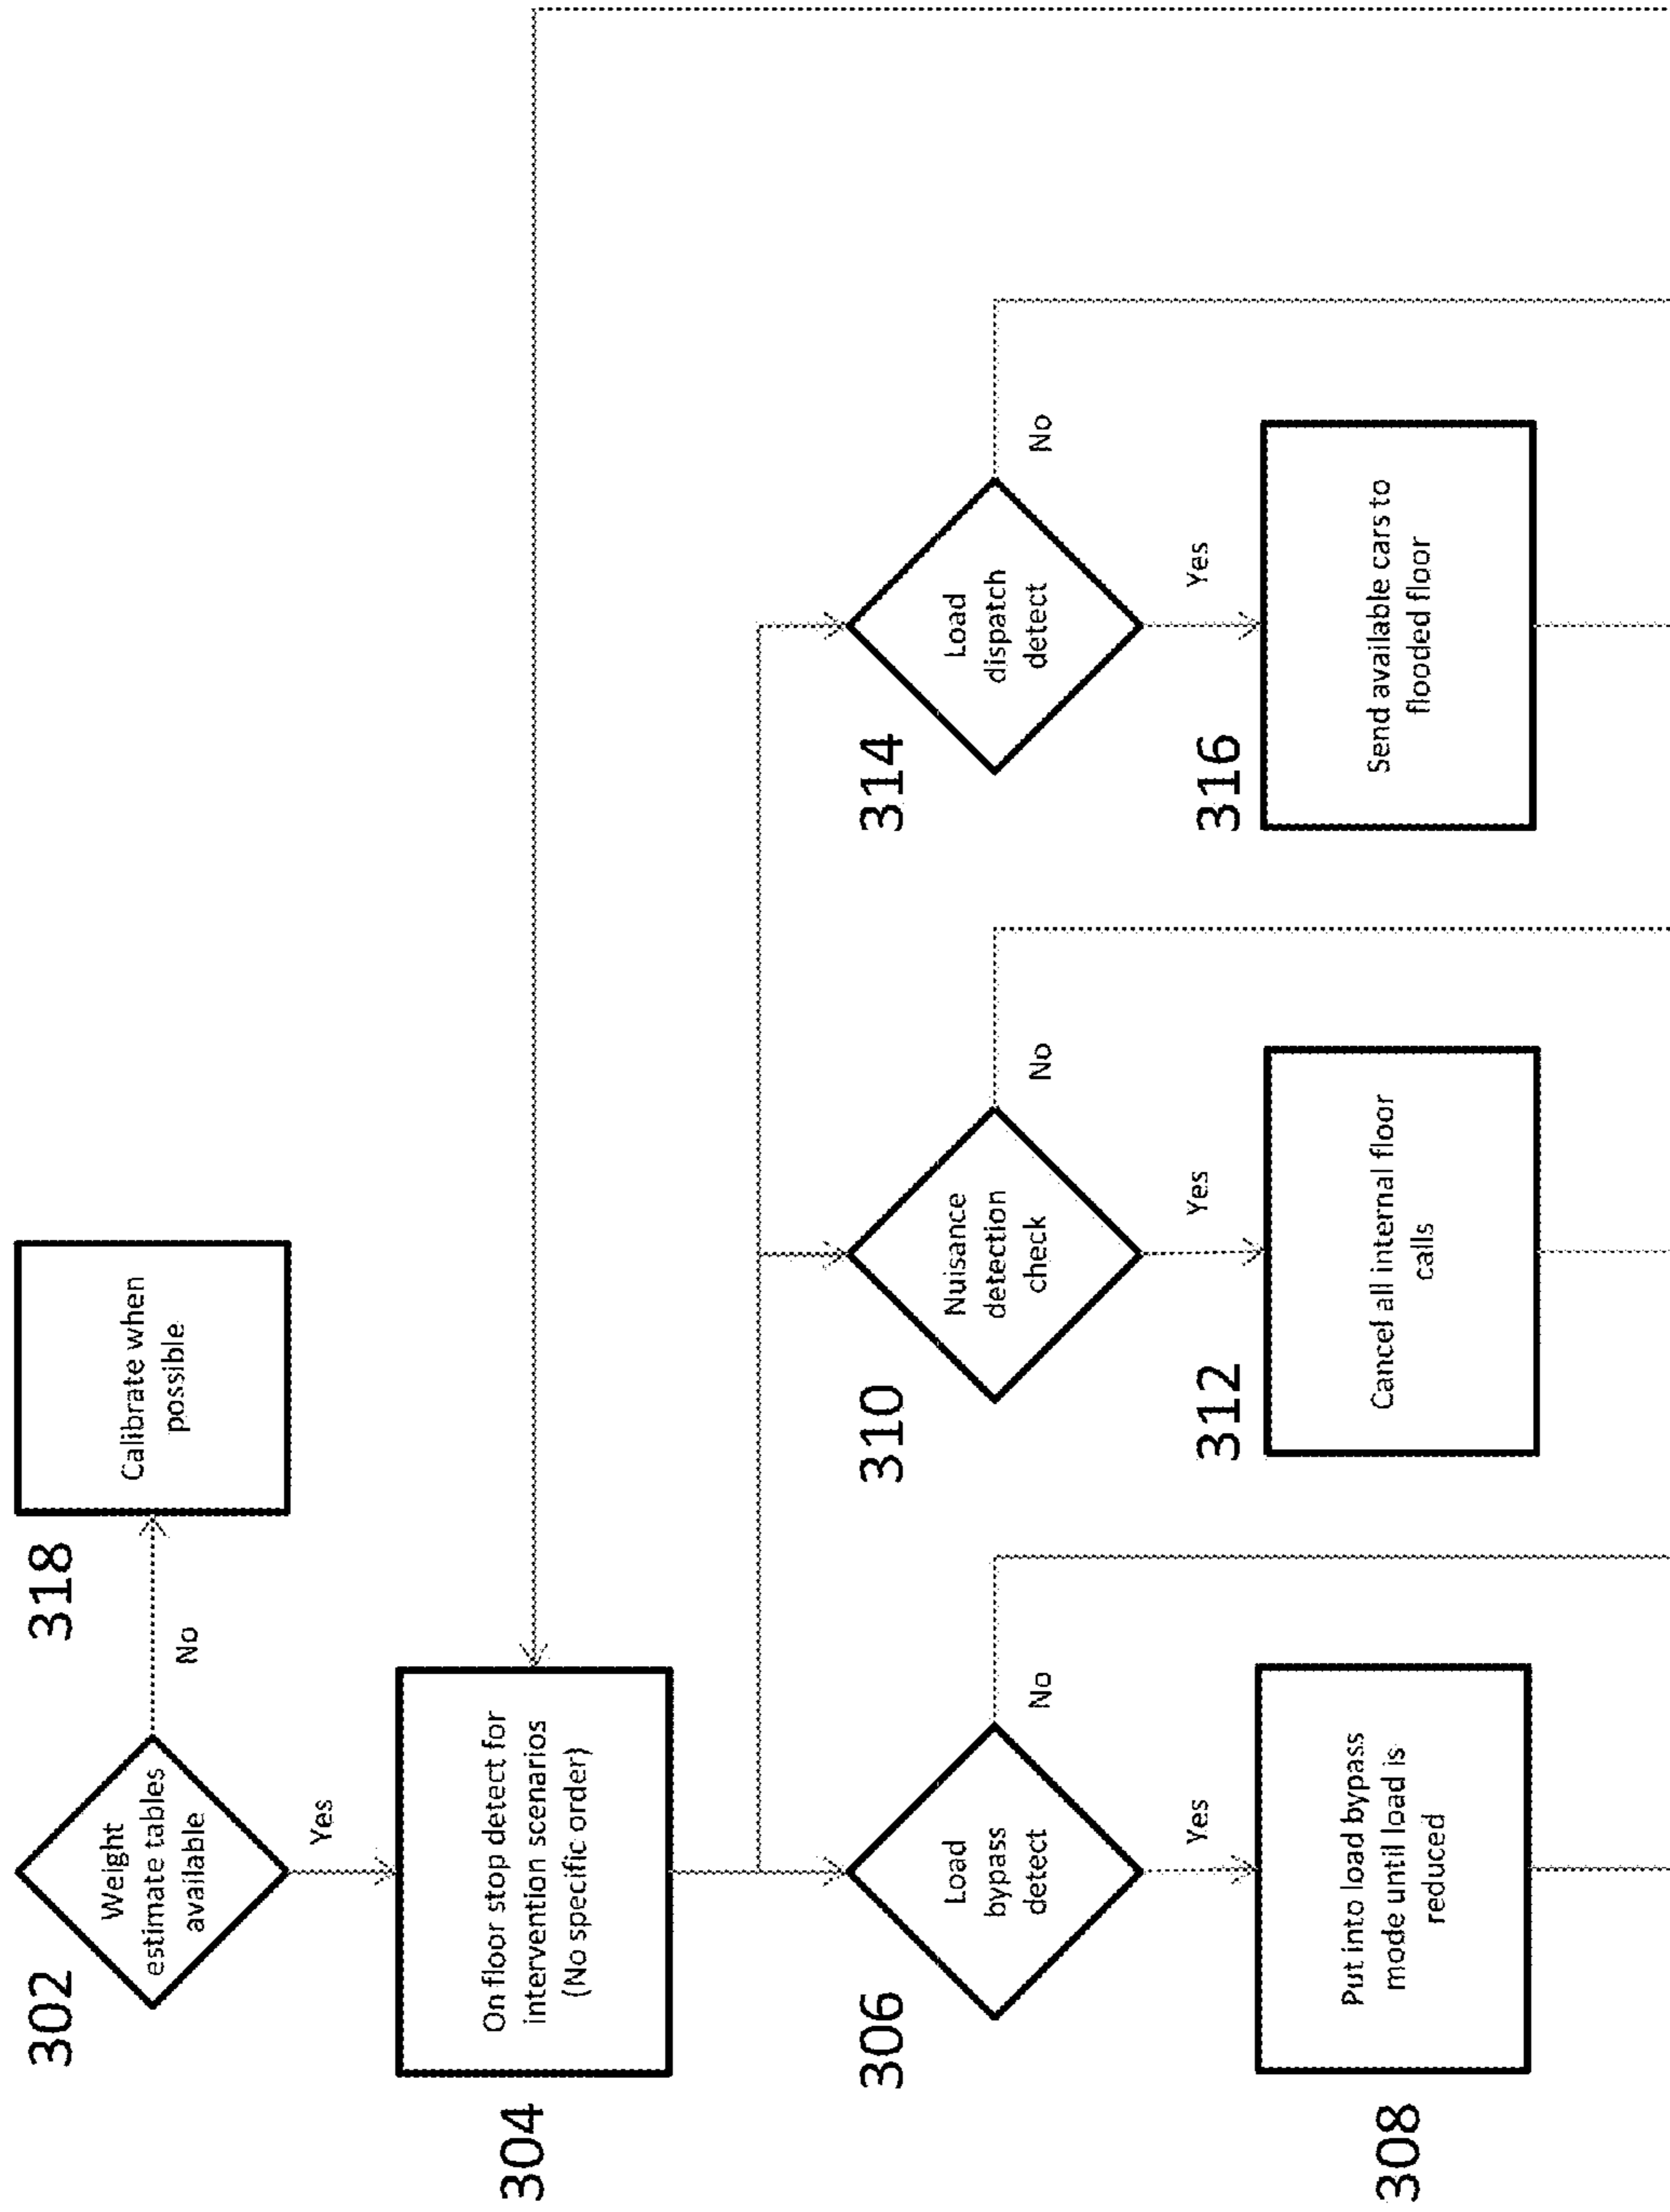 302
Weight
estimate tables
available
No
Yes
318
Calibrate when
possible
304
On floor stop detect for
intervention scenarios
(No specific order)
306
Load
bypass
detect
No
Yes
308
Put into load bypass
mode until load is
reduced
310
Nuisance
detection
check
No
Yes
312
Cancel all internal floor
calls
314
Load
dispatch
detect
No
Yes
316
Send available cars to
flooded floor